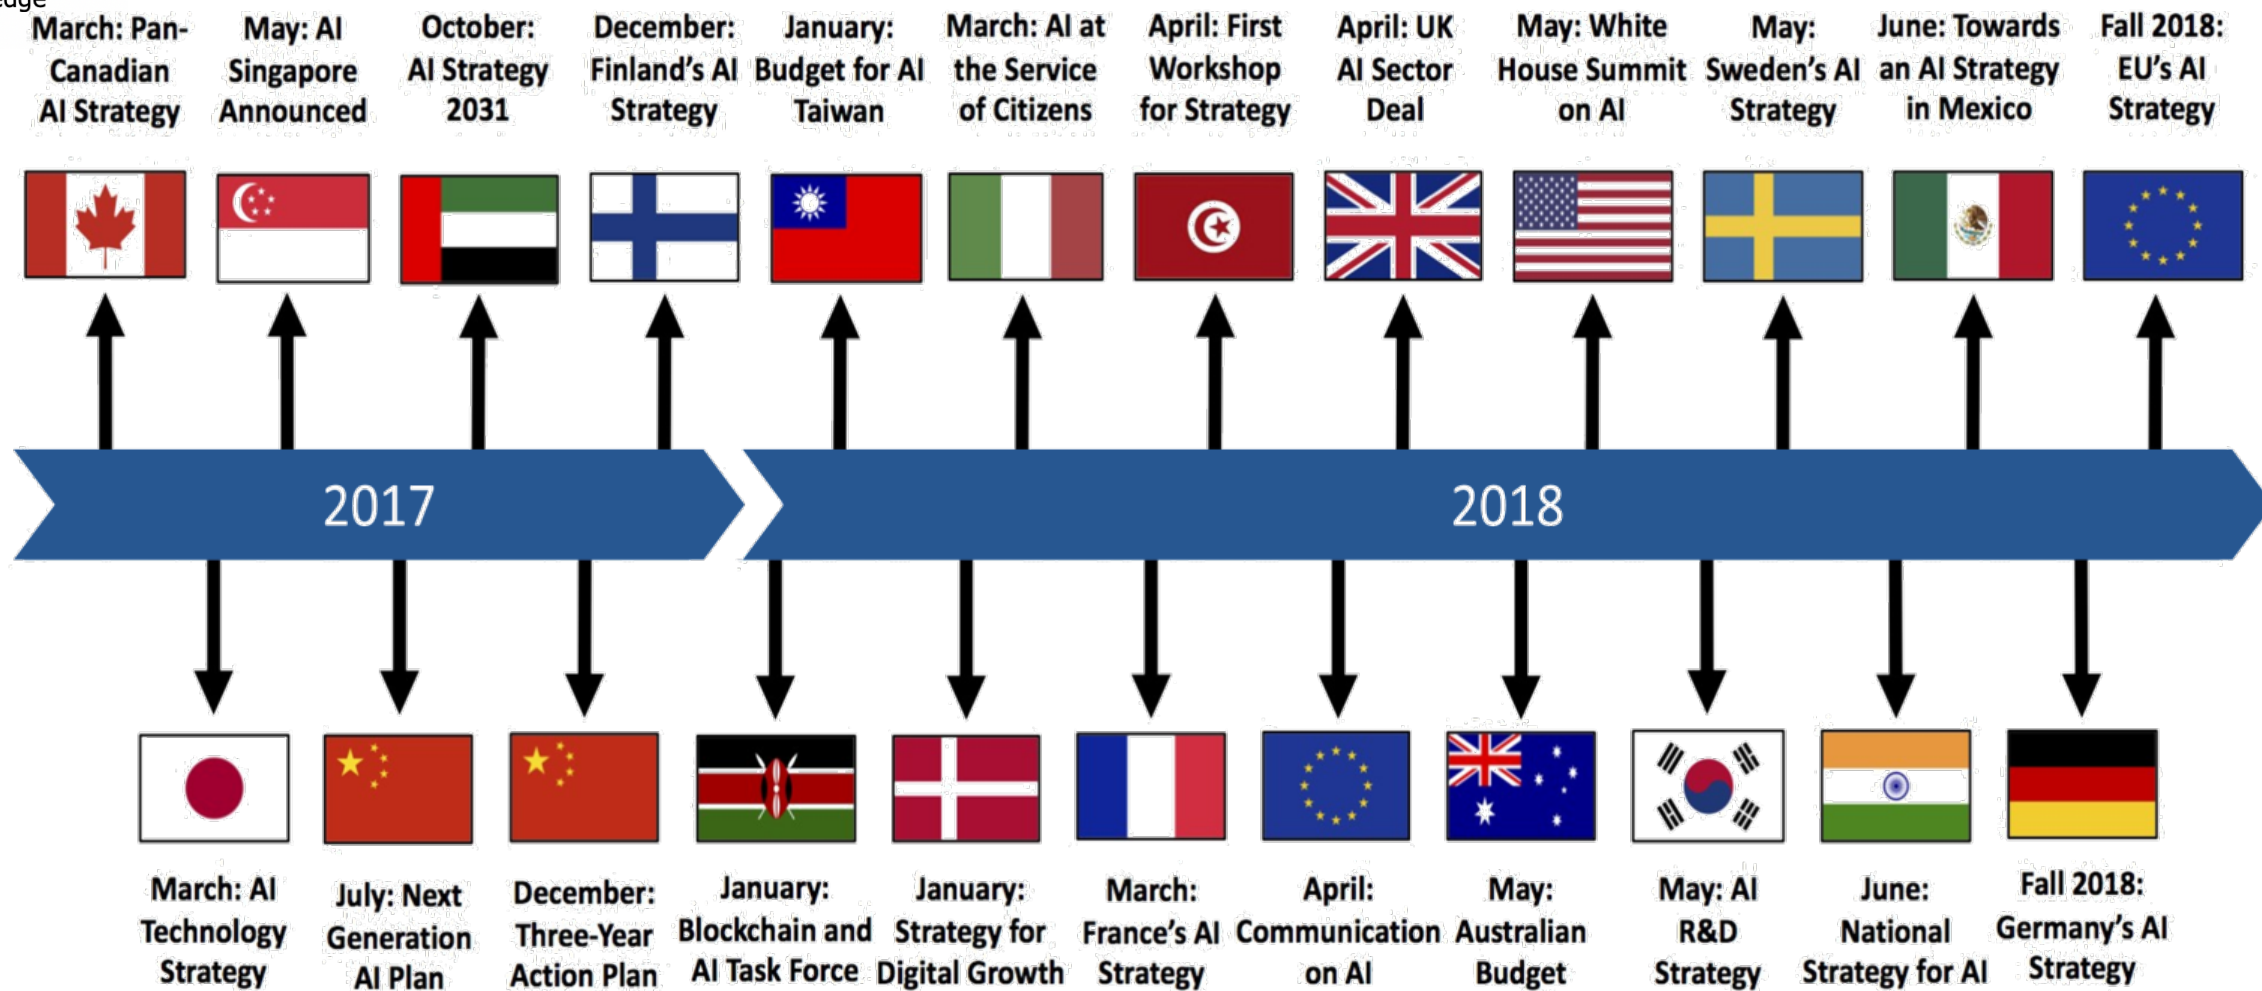 March: Pan-
Canadian
AI Strategy
May: AI
Singapore
Announced
October:
AI Strategy
2031
December:
Finland's AI
Strategy
January:
Budget for AI
Taiwan
March: AI at
the Service
of Citizens
April: First
Workshop
for Strategy
April: UK
AI Sector
Deal
May: White
House Summit
on AI
May:
Sweden's AI
Strategy
June: Towards
an AI Strategy
in Mexico
Fall 2018:
EU's AI
Strategy
2017
2018
March: AI
Technology
Strategy
July: Next
Generation
AI Plan
December:
Three-Year
Action Plan
January:
Blockchain and
AI Task Force
January:
Strategy for
Digital Growth
March:
France's AI
Strategy
April:
Communication
on AI
May:
Australian
Budget
May: AI
R&D
Strategy
June:
National
Strategy for AI
Fall 2018:
Germany's AI
Strategy